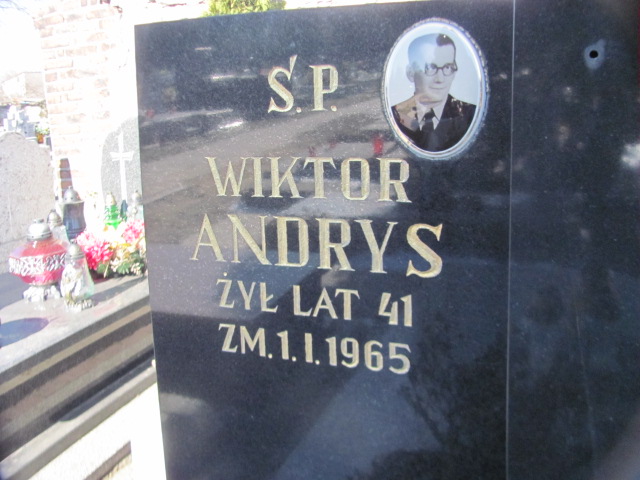 Ś.P.
WIKTOR
ANDRYS
ŻYŁ LAT 41
ZM.1.I.1965